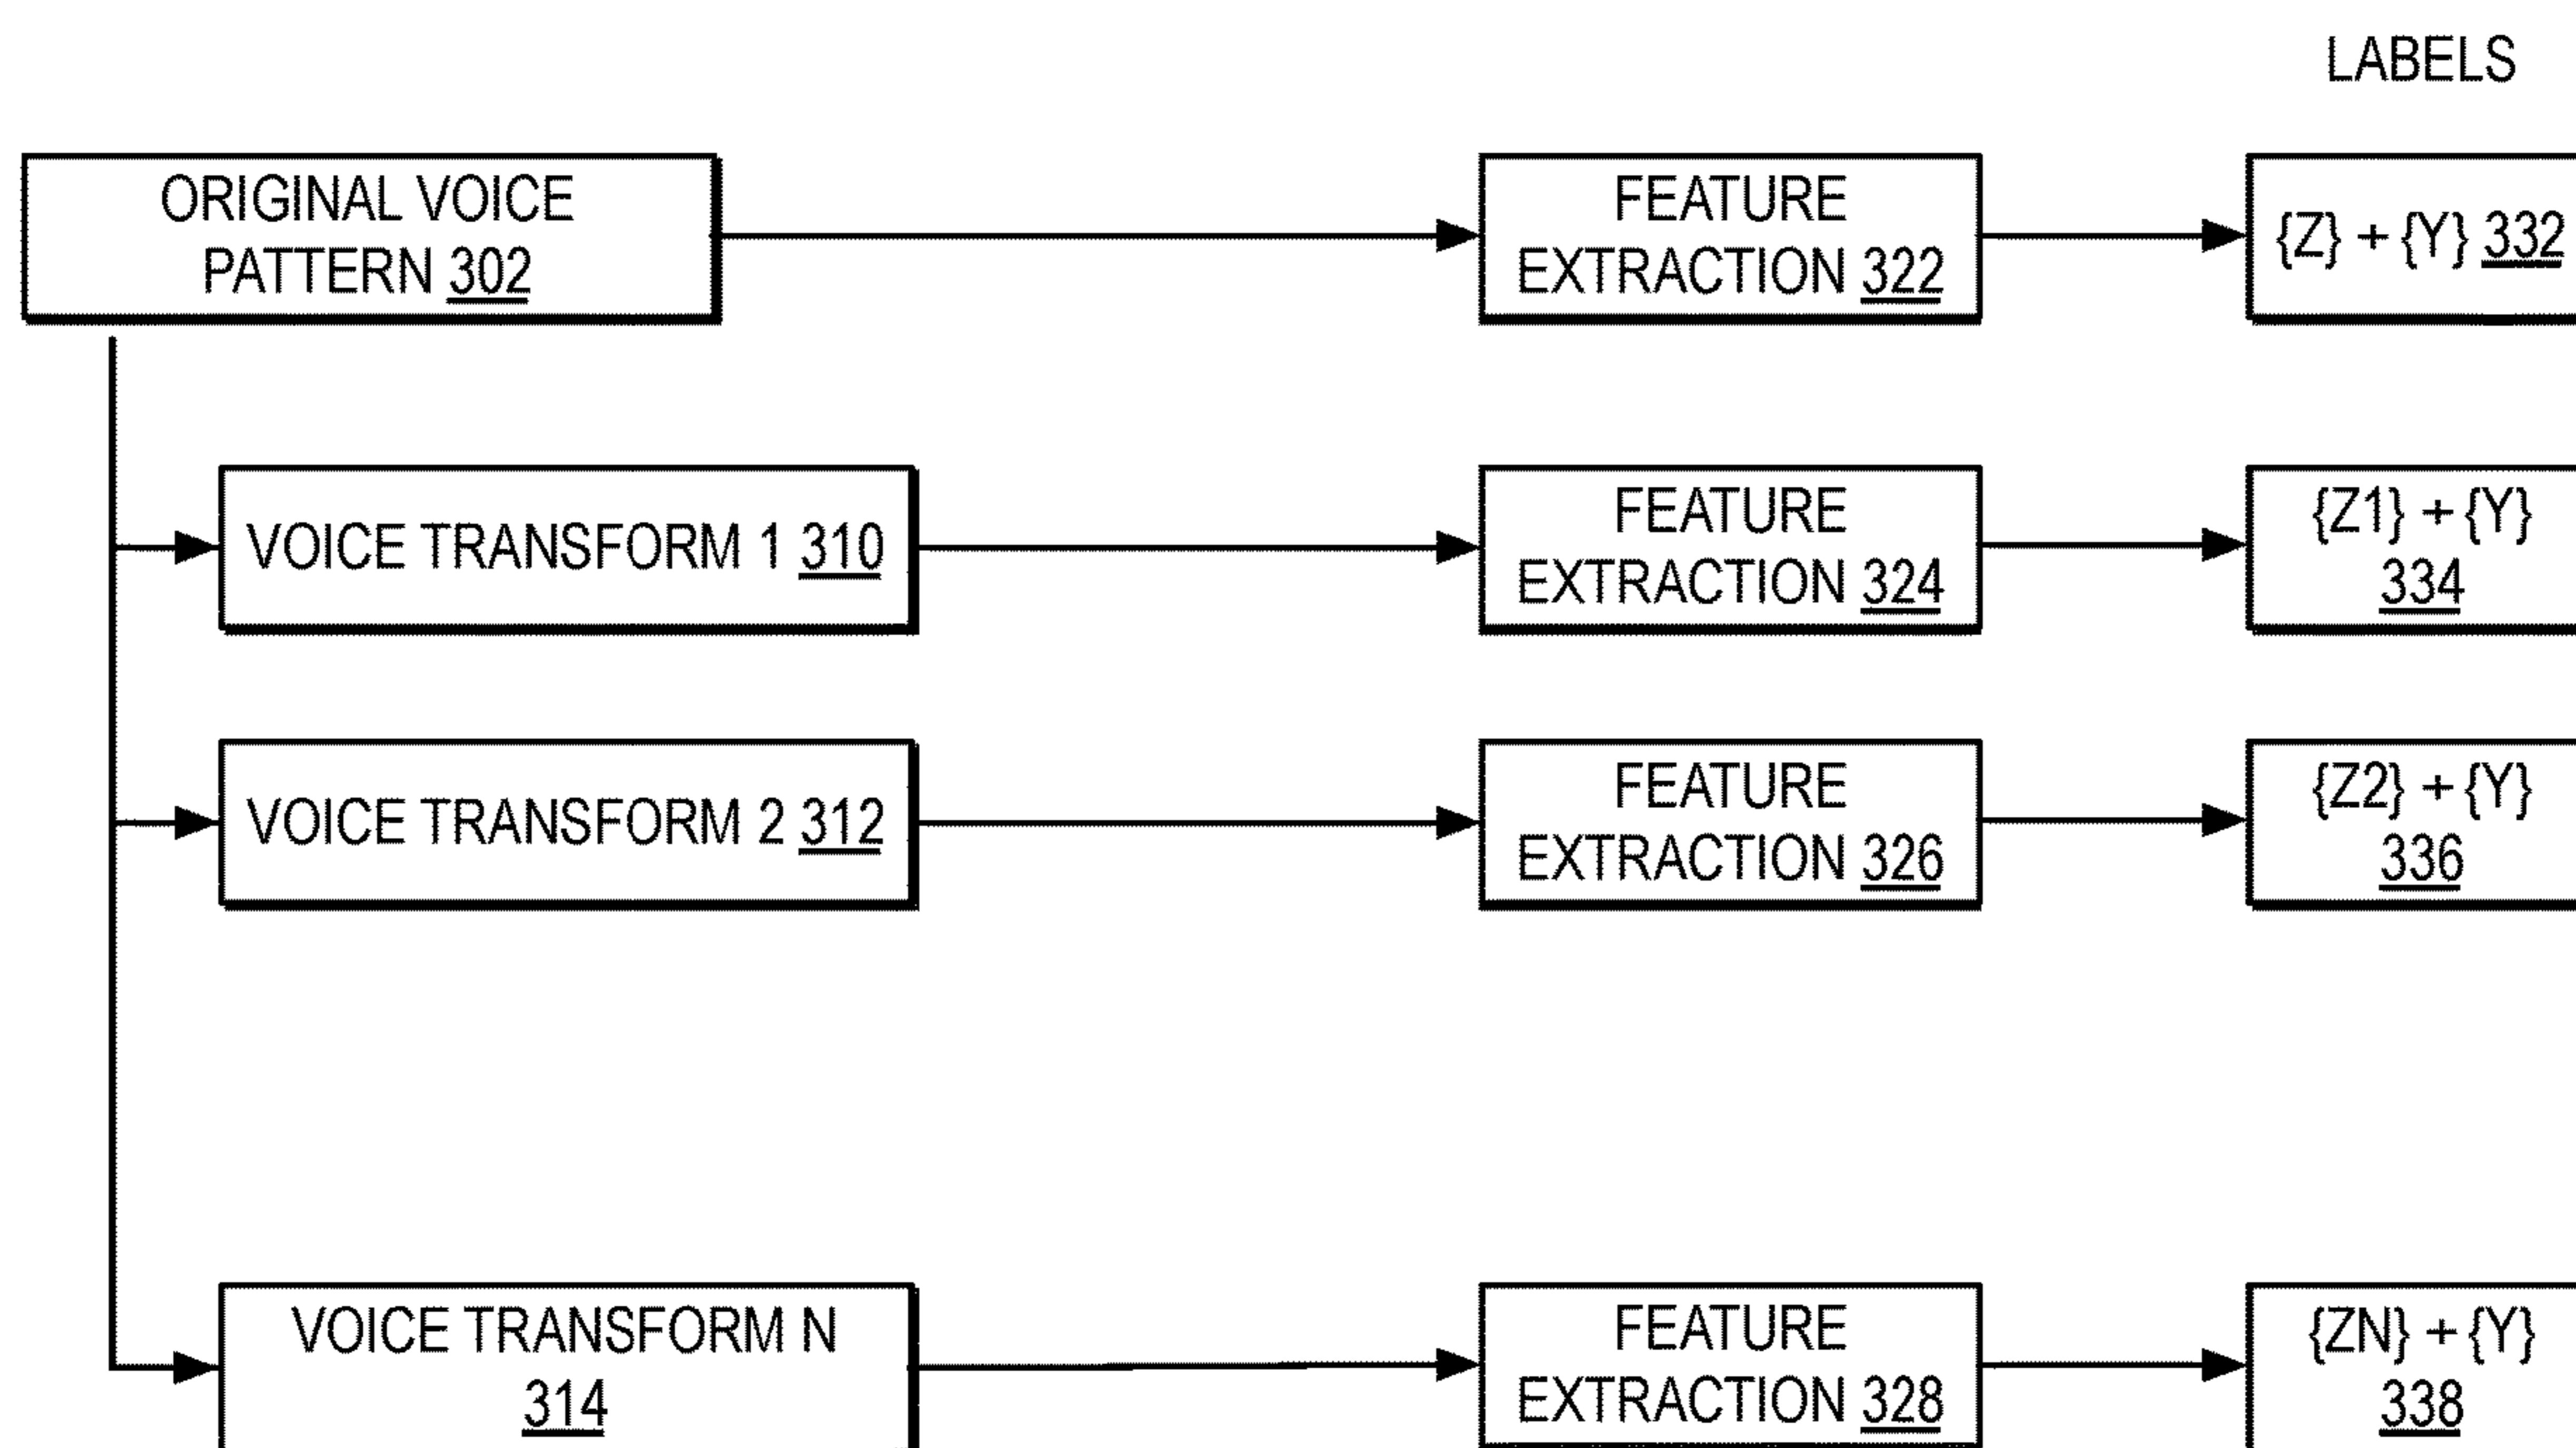 LABELS
ORIGINAL VOICE
PATTERN 302
FEATURE
EXTRACTION 322
{Z} + {Y} 332
VOICE TRANSFORM 1 310
FEATURE
EXTRACTION 324
{Z1} + {Y}
334
VOICE TRANSFORM 2 312
FEATURE
EXTRACTION 326
{Z2} + {Y}
336
VOICE TRANSFORM N
314
FEATURE
EXTRACTION 328
{ZN} + {Y}
338